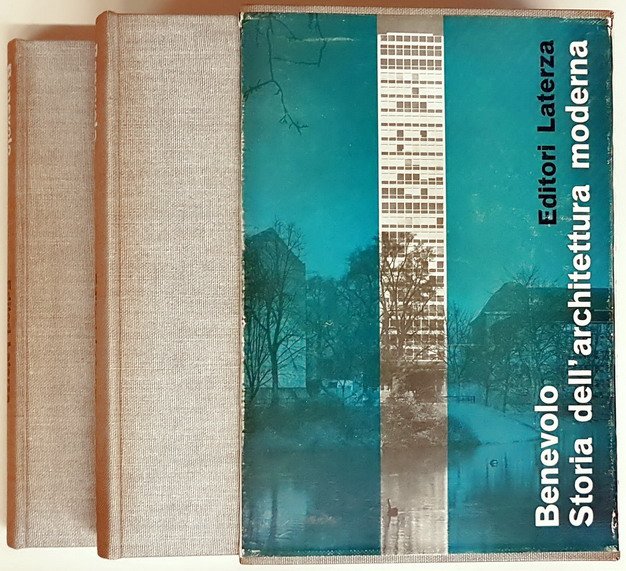 Benevolo
Storia dell'architettura moderna
Editori Laterza